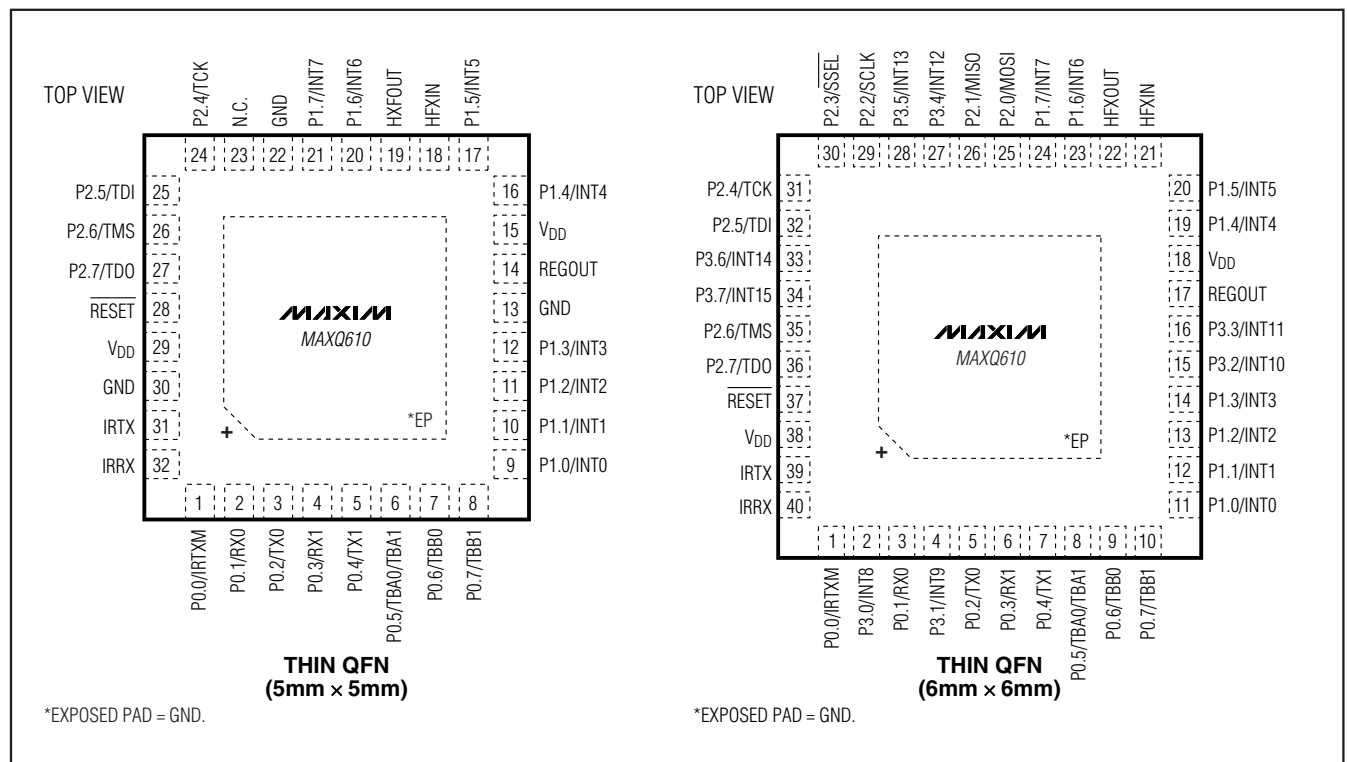 TOP VIEW
P2.4/TCK
N.C.
GND
P1.7/INT7
P1.6/INT6
HXFOUT
HFXIN
P1.5/INT5
24 23 22 21 20 19 18 17
P2.5/TDI 25
P2.6/TMS 26
P2.7/TDO 27
RESET 28
VDD 29
GND 30
IRTX 31
IRRX 32
16 P1.4/INT4
15 VDD
14 REGOUT
13 GND
12 P1.3/INT3
11 P1.2/INT2
10 P1.1/INT1
9 P1.0/INT0
MAXIM
MAXQ610
*EP
+
1 2 3 4 5 6 7 8
P0.0/IRTXM
P0.1/RX0
P0.2/TX0
P0.3/RX1
P0.4/TX1
P0.5/TBA0/TBA1
P0.6/TBB0
P0.7/TBB1
THIN QFN
(5mm × 5mm)
*EXPOSED PAD = GND.
TOP VIEW
P2.3/SSEL
P2.2/SCLK
P3.5/INT13
P3.4/INT12
P2.1/MISO
P2.0/MOSI
P1.7/INT7
P1.6/INT6
HFXOUT
HFXIN
30 29 28 27 26 25 24 23 22 21
P2.4/TCK 31
P2.5/TDI 32
P3.6/INT14 33
P3.7/INT15 34
P2.6/TMS 35
P2.7/TDO 36
RESET 37
VDD 38
IRTX 39
IRRX 40
20 P1.5/INT5
19 P1.4/INT4
18 VDD
17 REGOUT
16 P3.3/INT11
15 P3.2/INT10
14 P1.3/INT3
13 P1.2/INT2
12 P1.1/INT1
11 P1.0/INT0
MAXIM
MAXQ610
*EP
+
1 2 3 4 5 6 7 8 9 10
P0.0/IRTXM
P3.0/INT8
P0.1/RX0
P3.1/INT9
P0.2/TX0
P0.3/RX1
P0.4/TX1
P0.5/TBA0/TBA1
P0.6/TBB0
P0.7/TBB1
THIN QFN
(6mm × 6mm)
*EXPOSED PAD = GND.